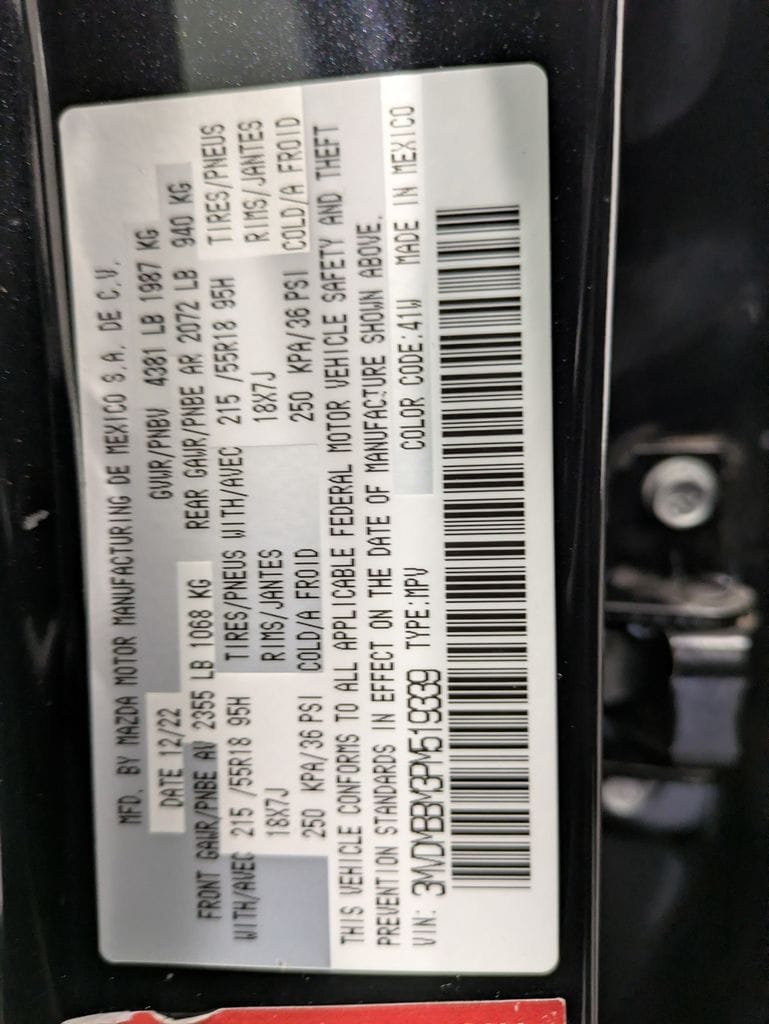 MFD. BY MAZDA MOTOR MANUFACTURING DE MEXICO S.A. DE C.V.
DATE 12/22 GVWR/PNBV 4381 LB 1987 KG
FRONT GAWR/PNBE AV 2355 LB 1068 KG REAR GAWR/PNBE AR 2072 LB 940 KG
WITH/AVEC 215 /55R18 95H TIRES/PNEUS WITH/AVEC 215 /55R18 95H TIRES/PNEUS
18X7J RIMS/JANTES 18X7J RIMS/JANTES
250 KPA/36 PSI COLD/A FROID 250 KPA/36 PSI COLD/A FROID
THIS VEHICLE CONFORMS TO ALL APPLICABLE FEDERAL MOTOR VEHICLE SAFETY AND THEFT
PREVENTION STANDARDS IN EFFECT ON THE DATE OF MANUFACTURE SHOWN ABOVE.
VIN: 3MVDMBBM3PM519339 TYPE:MPV COLOR CODE:41W MADE IN MEXICO